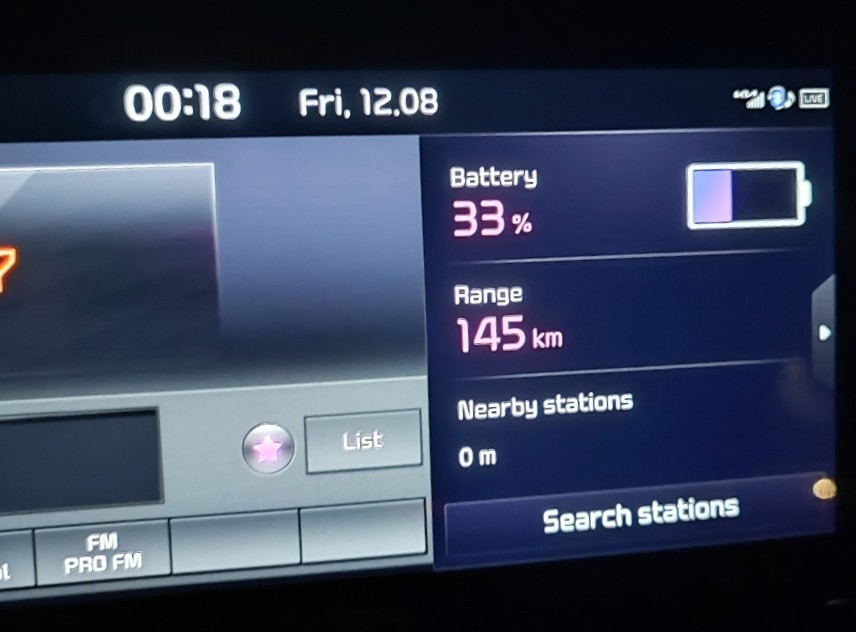 00:18 Fri, 12.08
LIVE
Battery
33 %
Range
145 km
Nearby stations
0 m
List
Search stations
FM
PRO FM